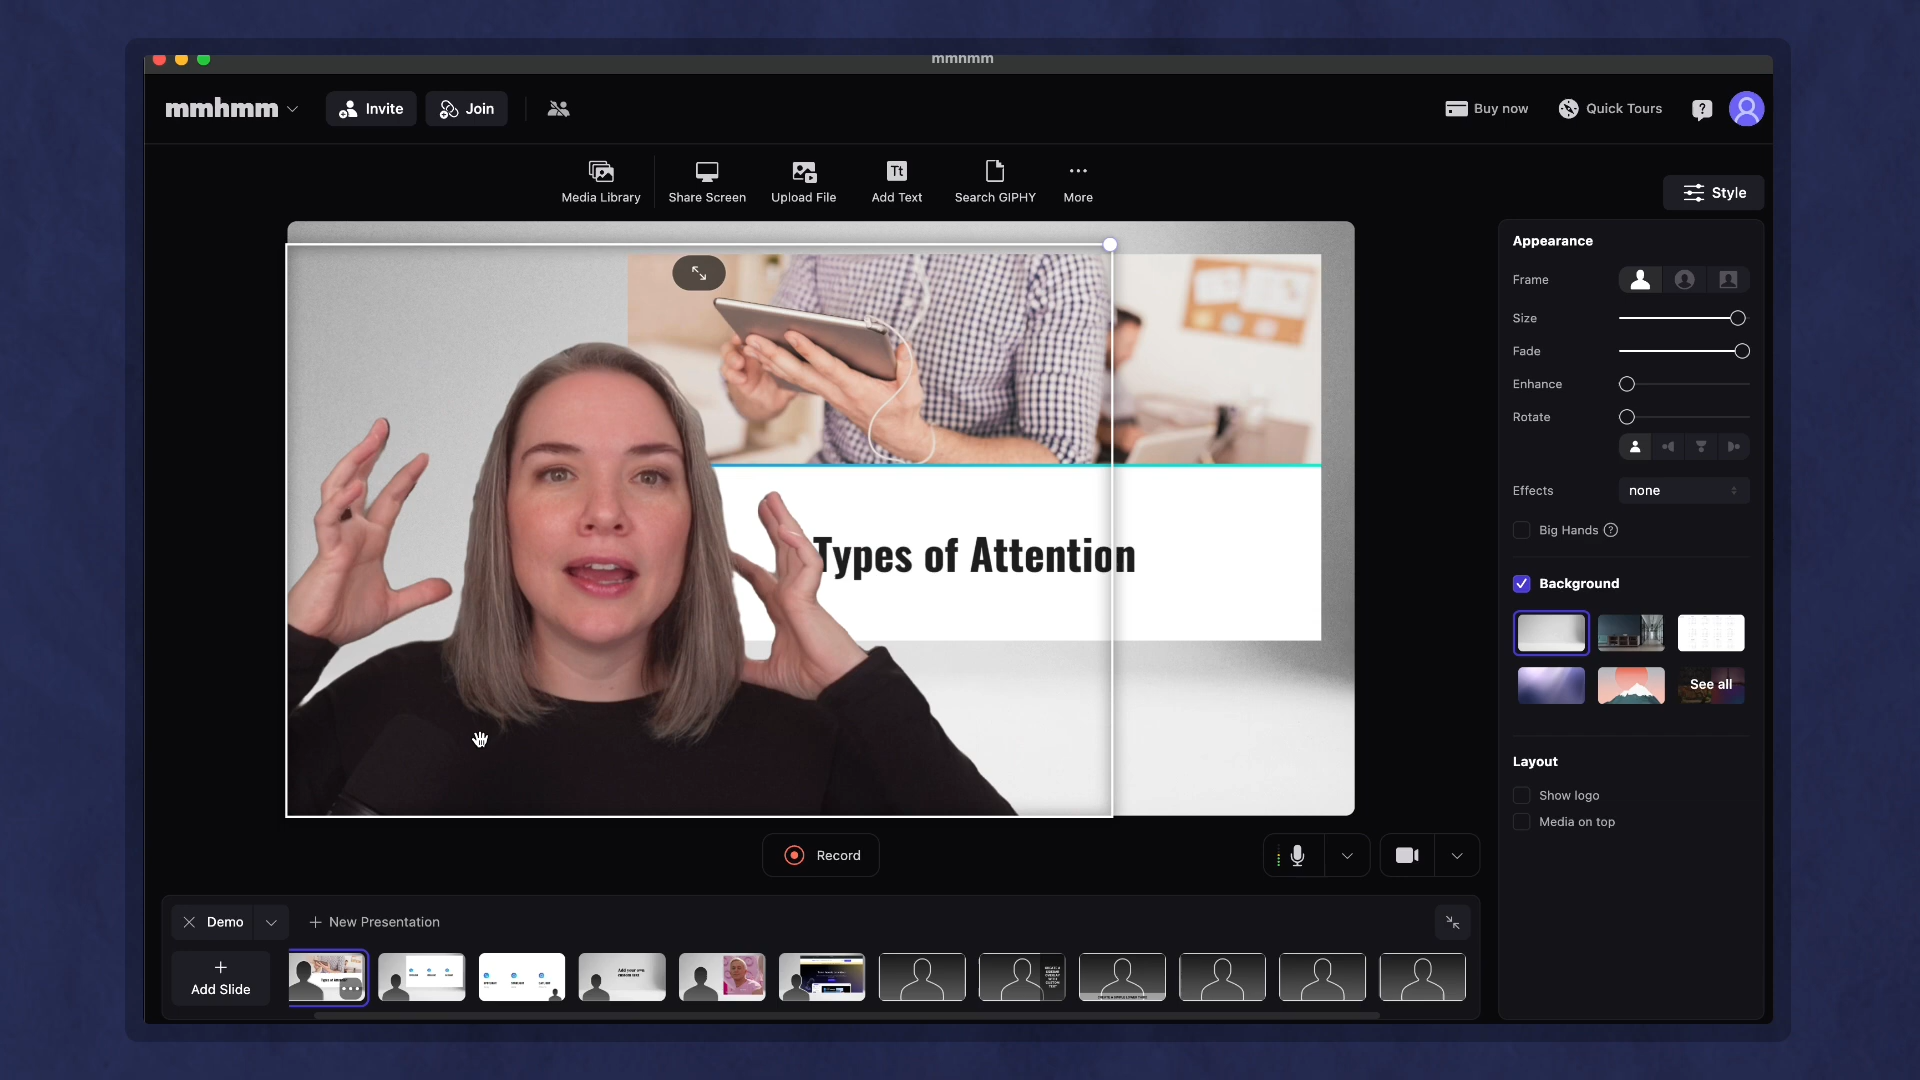 mmhmm
mmhmm
Invite
Join
Buy now
Quick Tours
Media Library
Share Screen
Upload File
Tt
Add Text
Search GIPHY
More
Style
Appearance
Frame
Size
Fade
Enhance
Rotate
Effects
none
Big Hands
Types of Attention
Background
See all
Layout
Show logo
Media on top
Record
Demo
New Presentation
Add Slide